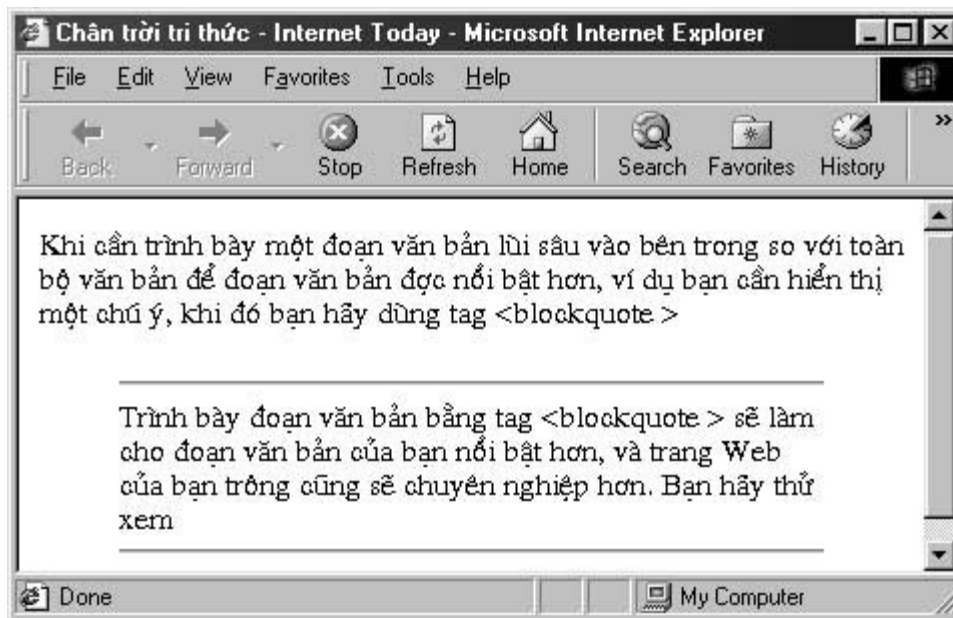 Chân trời tri thức - Internet Today - Microsoft Internet Explorer
File Edit View Favorites Tools Help
Back Forward Stop Refresh Home Search Favorites History »
Khi cần trình bày một đoạn văn bản lùi sâu vào bên trong so với toàn
bộ văn bản để đoạn văn bản đợc nổi bật hơn, ví dụ bạn cần hiển thị
một chú ý, khi đó bạn hãy dùng tag <blockquote >
Trình bày đoạn văn bản bằng tag <blockquote > sẽ làm
cho đoạn văn bản của bạn nổi bật hơn, và trang Web
của bạn trông cũng sẽ chuyên nghiệp hơn. Bạn hãy thử
xem
Done My Computer